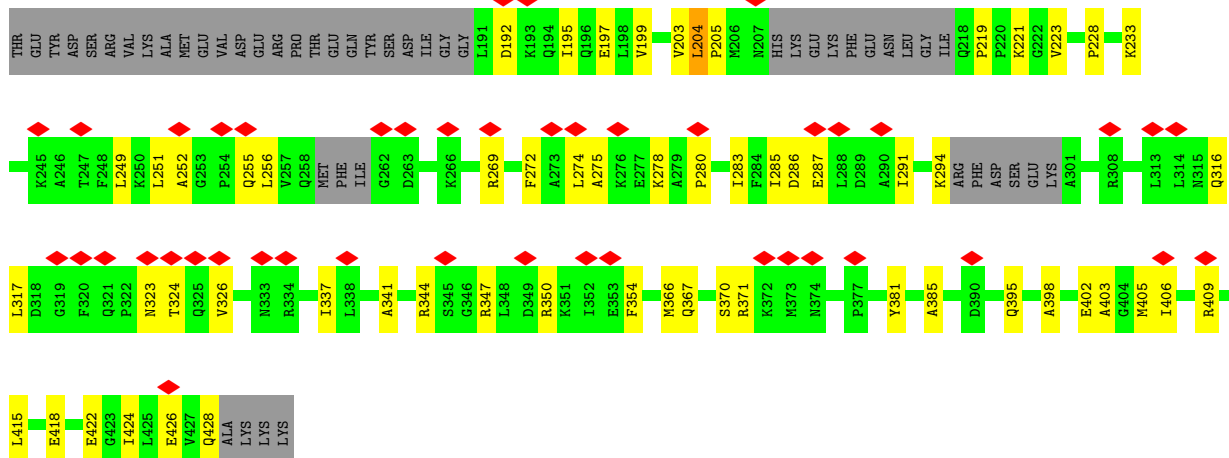 THR GLU TYR ASP SER ARG VAL LYS ALA MET GLU VAL ASP GLU ARG PRO THR GLU GLN TYR SER ASP ILE GLY GLY L191 D192 K193 Q194 I195 Q196 E197 L198 V199 V203 L204 P205 M206 N207 HIS LYS GLU LYS PHE GLU ASN LEU GLY ILE Q218 P219 P220 K221 G222 V223 P228 K233
K245 A246 T247 F248 L249 K250 L251 A252 G253 P254 Q255 L256 V257 Q258 MET PHE ILE G262 D263 K266 R269 F272 A273 L274 A275 K276 E277 K278 A279 P280 I283 F284 I285 D286 E287 L288 D289 A290 I291 K294 ARG PHE ASP SER GLU LYS A301 R308 L313 L314 N315 Q316
L317 D318 G319 F320 Q321 P322 N323 T324 Q325 V326 N333 R334 I337 L338 A341 R344 S345 G346 R347 L348 D349 R350 K351 I352 E353 F354 M366 Q367 S370 R371 K372 M373 N374 P377 Y381 A385 D390 Q395 A398 E402 A403 G404 M405 I406 R409
L415 E418 E422 G423 I424 L425 E426 V427 Q428 ALA LYS LYS LYS